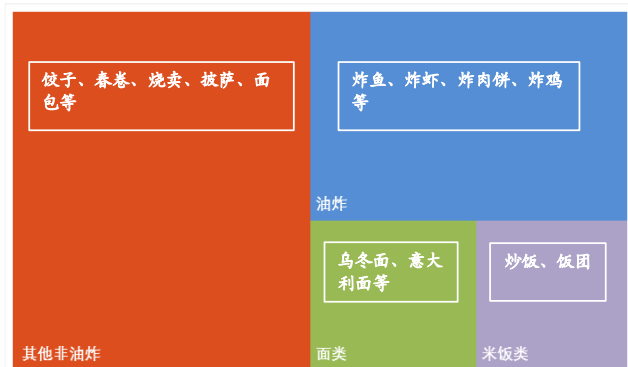 饺子、春卷、烧卖、披萨、面
包等
其他非油炸
炸鱼、炸虾、炸肉饼、炸鸡
等
油炸
乌冬面、意大
利面等
面类
炒饭、饭团
米饭类